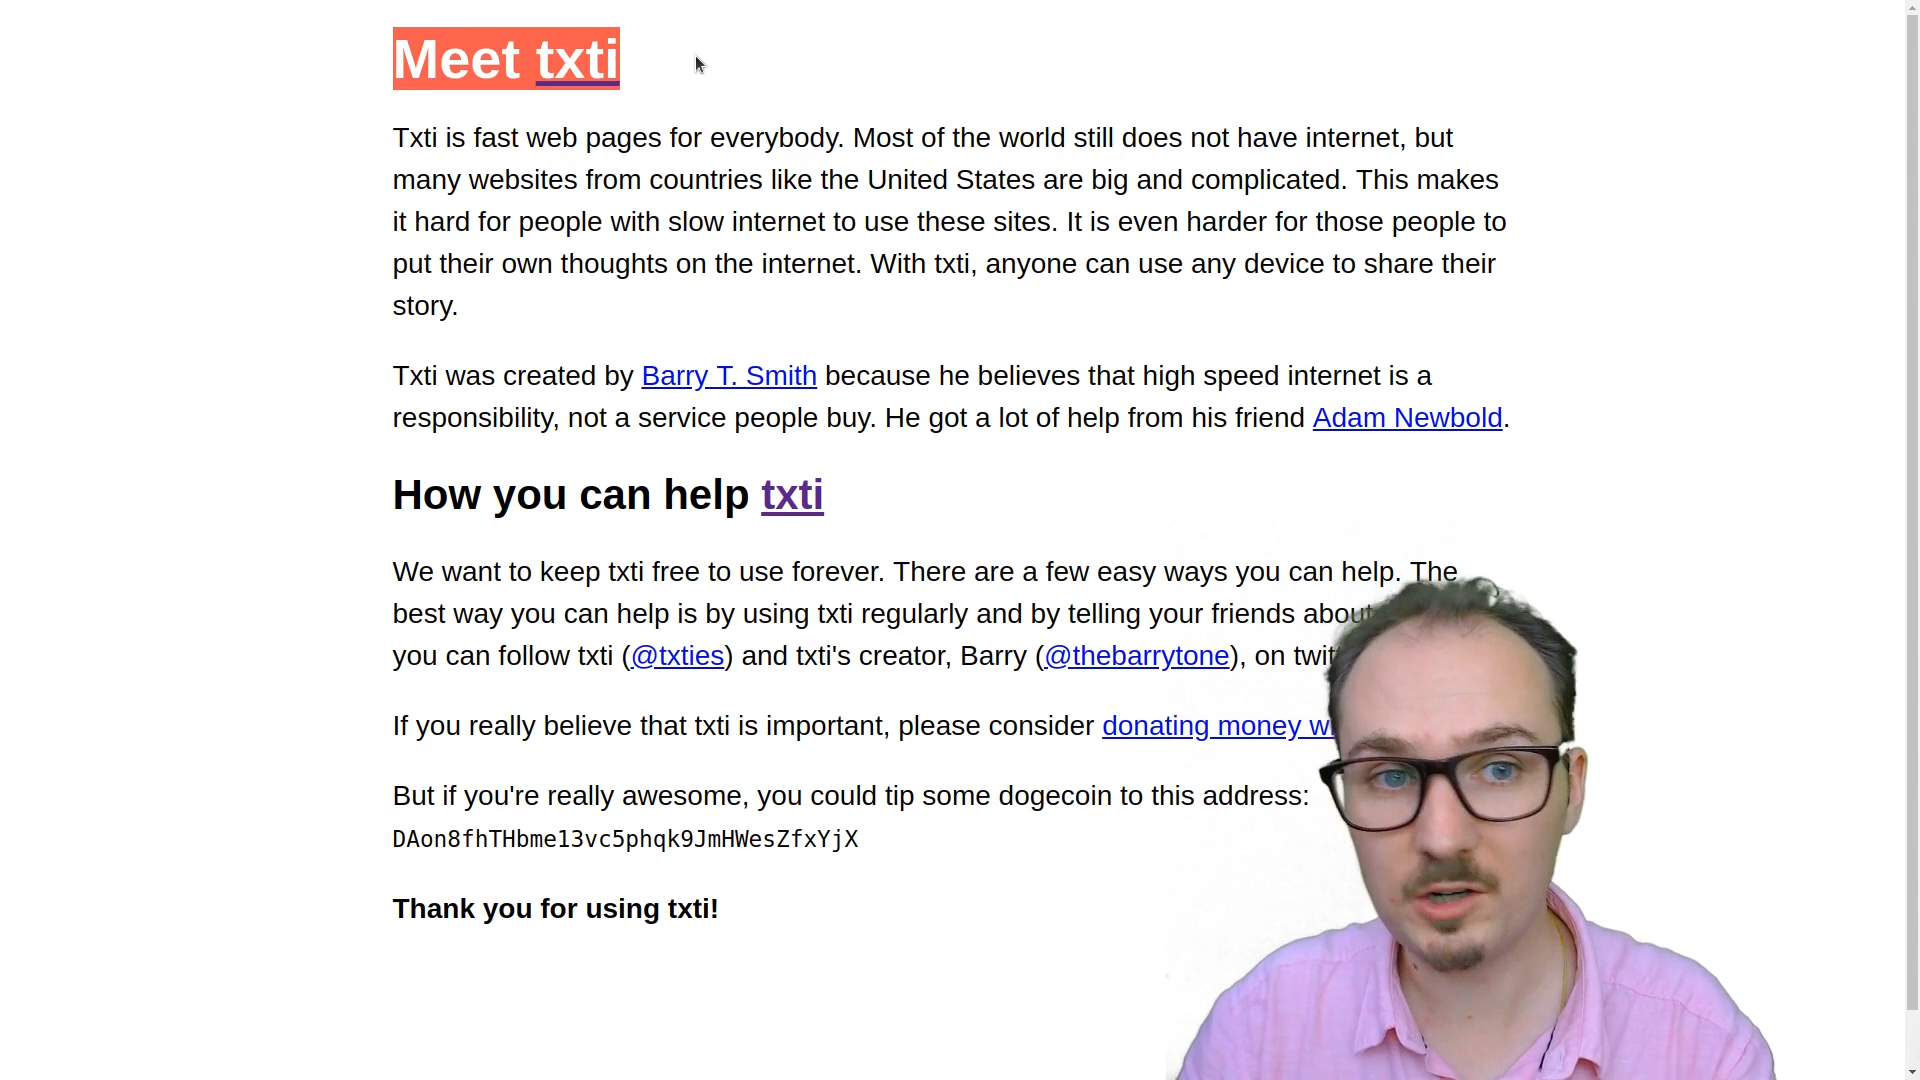 Meet txti
Txti is fast web pages for everybody. Most of the world still does not have internet, but
many websites from countries like the United States are big and complicated. This makes
it hard for people with slow internet to use these sites. It is even harder for those people to
put their own thoughts on the internet. With txti, anyone can use any device to share their
story.
Txti was created by Barry T. Smith because he believes that high speed internet is a
responsibility, not a service people buy. He got a lot of help from his friend Adam Newbold.
How you can help txti
We want to keep txti free to use forever. There are a few easy ways you can help. The
best way you can help is by using txti regularly and by telling your friends about
you can follow txti (@txties) and txti's creator, Barry (@thebarrytone), on
If you really believe that txti is important, please consider donating money
But if you're really awesome, you could tip some dogecoin to this address:
DAon8fhTHbme13vc5phqk9JmHWesZfxYjX
Thank you for using txti!